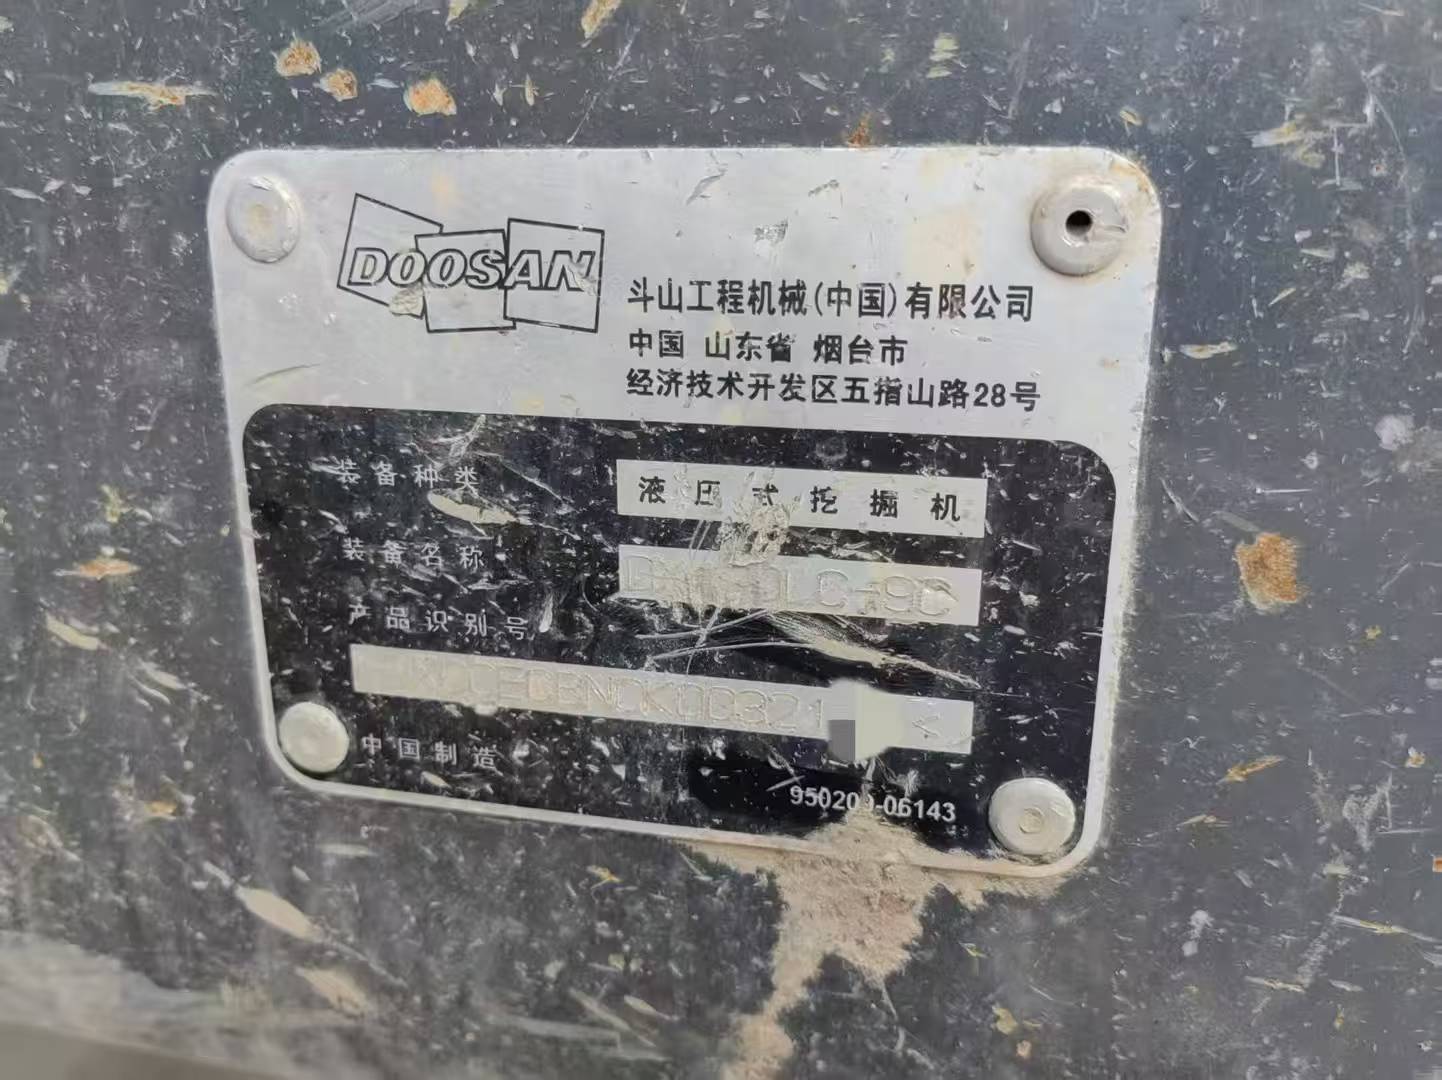 DOOSAN
斗山工程机械(中国)有限公司
中国 山东省 烟台市
经济技术开发区五指山路28号
装备种类 液压式挖掘机
装备名称 LC-9C
产品识别号
中国制造